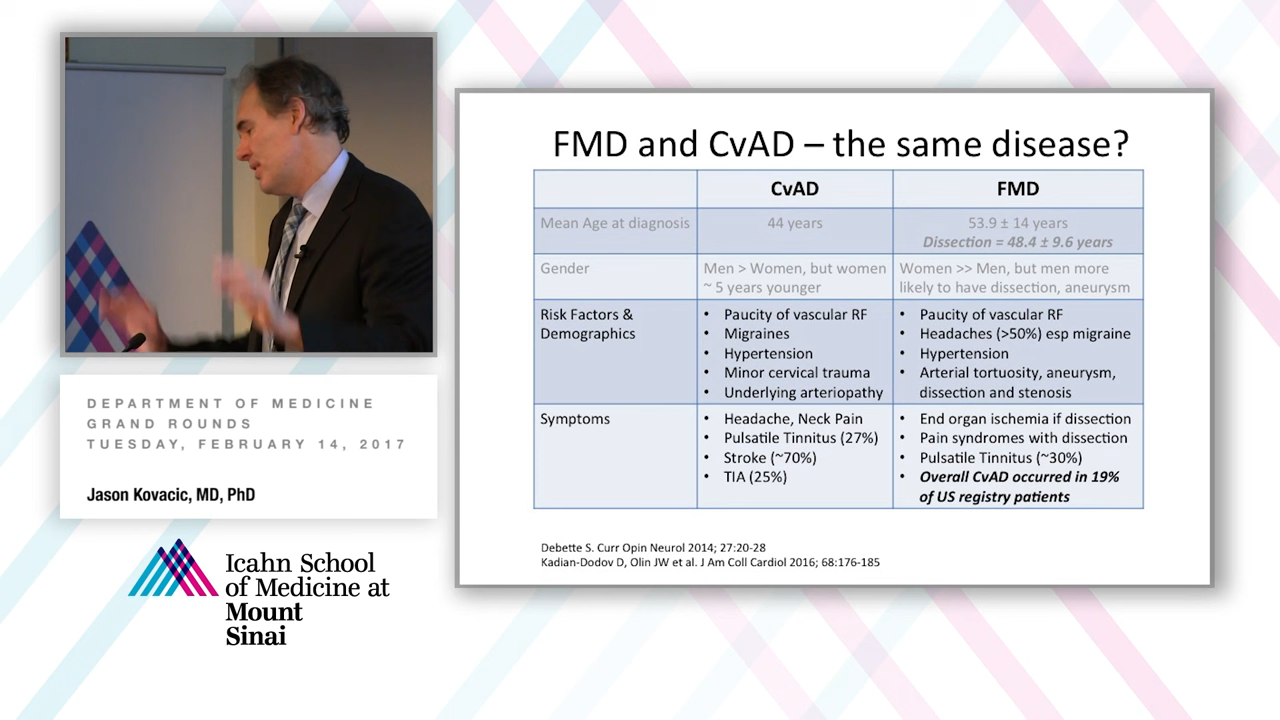 FMD and CvAD – the same disease?
CvAD
FMD
Mean Age at diagnosis
44 years
53.9 ± 14 years
Dissection = 48.4 ± 9.6 years
Gender
Men > Women, but women
~ 5 years younger
Women >> Men, but men more
likely to have dissection, aneurysm
Risk Factors &
Demographics
• Paucity of vascular RF
• Migraines
• Hypertension
• Minor cervical trauma
• Underlying arteriopathy
• Paucity of vascular RF
• Headaches (>50%) esp migraine
• Hypertension
• Arterial tortuosity, aneurysm,
dissection and stenosis
Symptoms
• Headache, Neck Pain
• Pulsatile Tinnitus (27%)
• Stroke (~70%)
• TIA (25%)
• End organ ischemia if dissection
• Pain syndromes with dissection
• Pulsatile Tinnitus (~30%)
• Overall CvAD occurred in 19%
of US registry patients
Debette S. Curr Opin Neurol 2014; 27:20-28
Kadian-Dodov D, Olin JW et al. J Am Coll Cardiol 2016; 68:176-185
DEPARTMENT OF MEDICINE
GRAND ROUNDS
TUESDAY, FEBRUARY 14, 2017
Jason Kovacic, MD, PhD
Icahn School
of Medicine at
Mount
Sinai